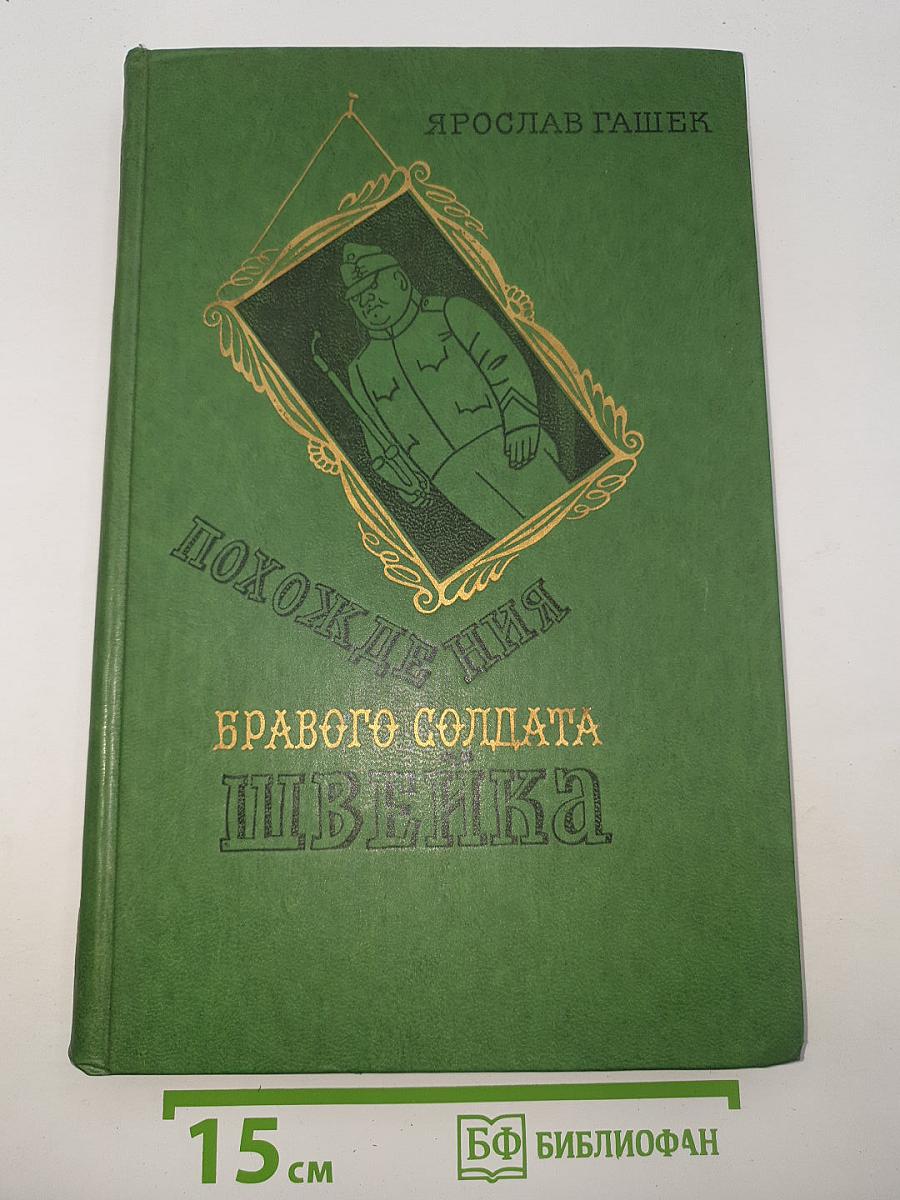 ЯРОСЛАВ ГАШЕК
ПОХОЖДЕНИЯ
БРАВОГО СОЛДАТА
ШВЕЙКА
15 см
БФ БИБЛИОФАН